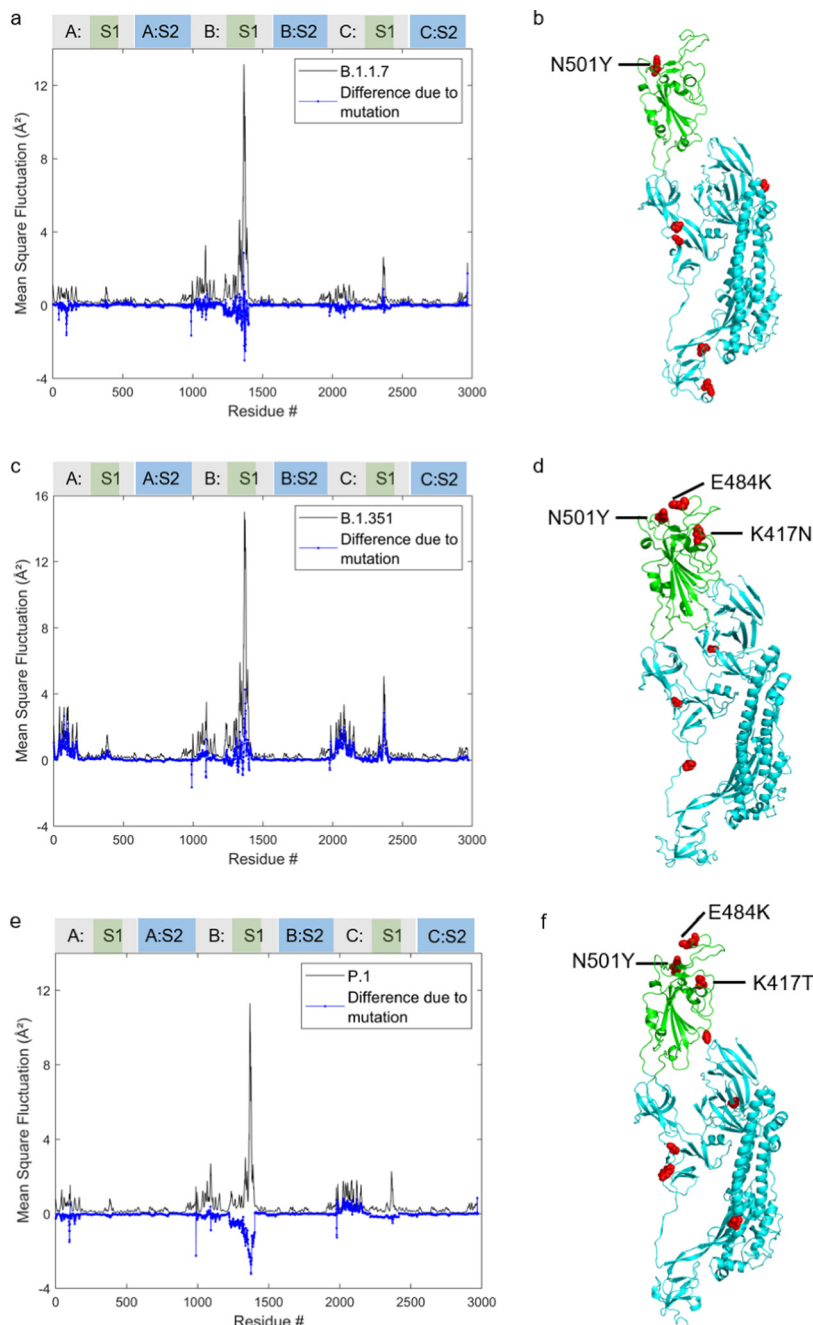 a
A: S1 A:S2 B: S1 B:S2 C: S1 C:S2
Mean Square Fluctuation (Å²)
12
8
4
0
-4
B.1.1.7
Difference due to
mutation
0 500 1000 1500 2000 2500 3000
Residue #
b
N501Y
c
A: S1 A:S2 B: S1 B:S2 C: S1 C:S2
Mean Square Fluctuation (Å²)
16
12
8
4
0
-4
B.1.351
Difference due to
mutation
0 500 1000 1500 2000 2500 3000
Residue #
d
E484K
N501Y
K417N
e
A: S1 A:S2 B: S1 B:S2 C: S1 C:S2
Mean Square Fluctuation (Å²)
12
8
4
0
-4
P.1
Difference due to
mutation
0 500 1000 1500 2000 2500 3000
Residue #
f
E484K
N501Y
K417T